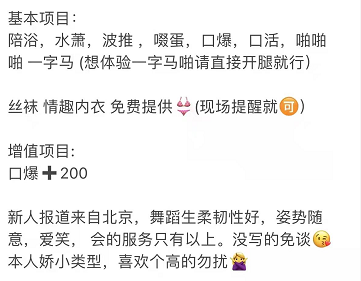 基本项目：
陪浴，水萧，波推 ，啜蛋，口爆，口活，啪啪
啪 一字马 (想体验一字马啪请直接开腿就行）
丝袜 情趣内衣 免费提供👙(现场提醒就🉑)
增值项目:
口爆➕200
新人报道来自北京，舞蹈生柔韧性好，姿势随
意，爱笑， 会的服务只有以上。没写的免谈😘
本人娇小类型，喜欢个高的勿扰🙅‍♀️